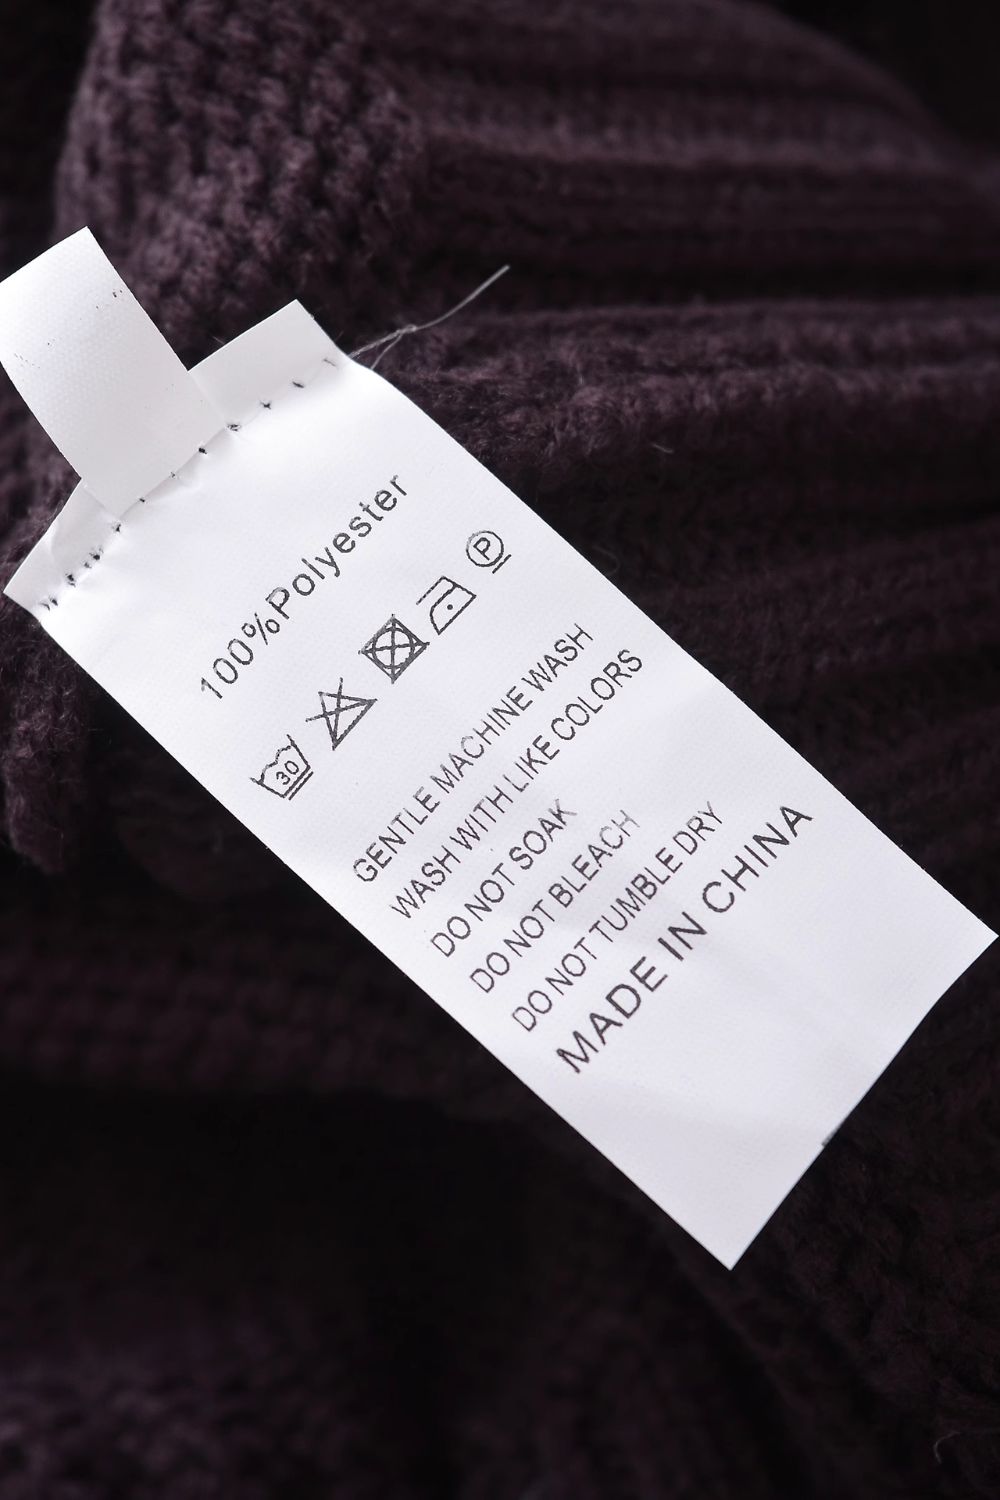 100%Polyester
30 P
GENTLE MACHINE WASH
WASH WITH LIKE COLORS
DO NOT SOAK
DO NOT BLEACH
DO NOT TUMBLE DRY
MADE IN CHINA